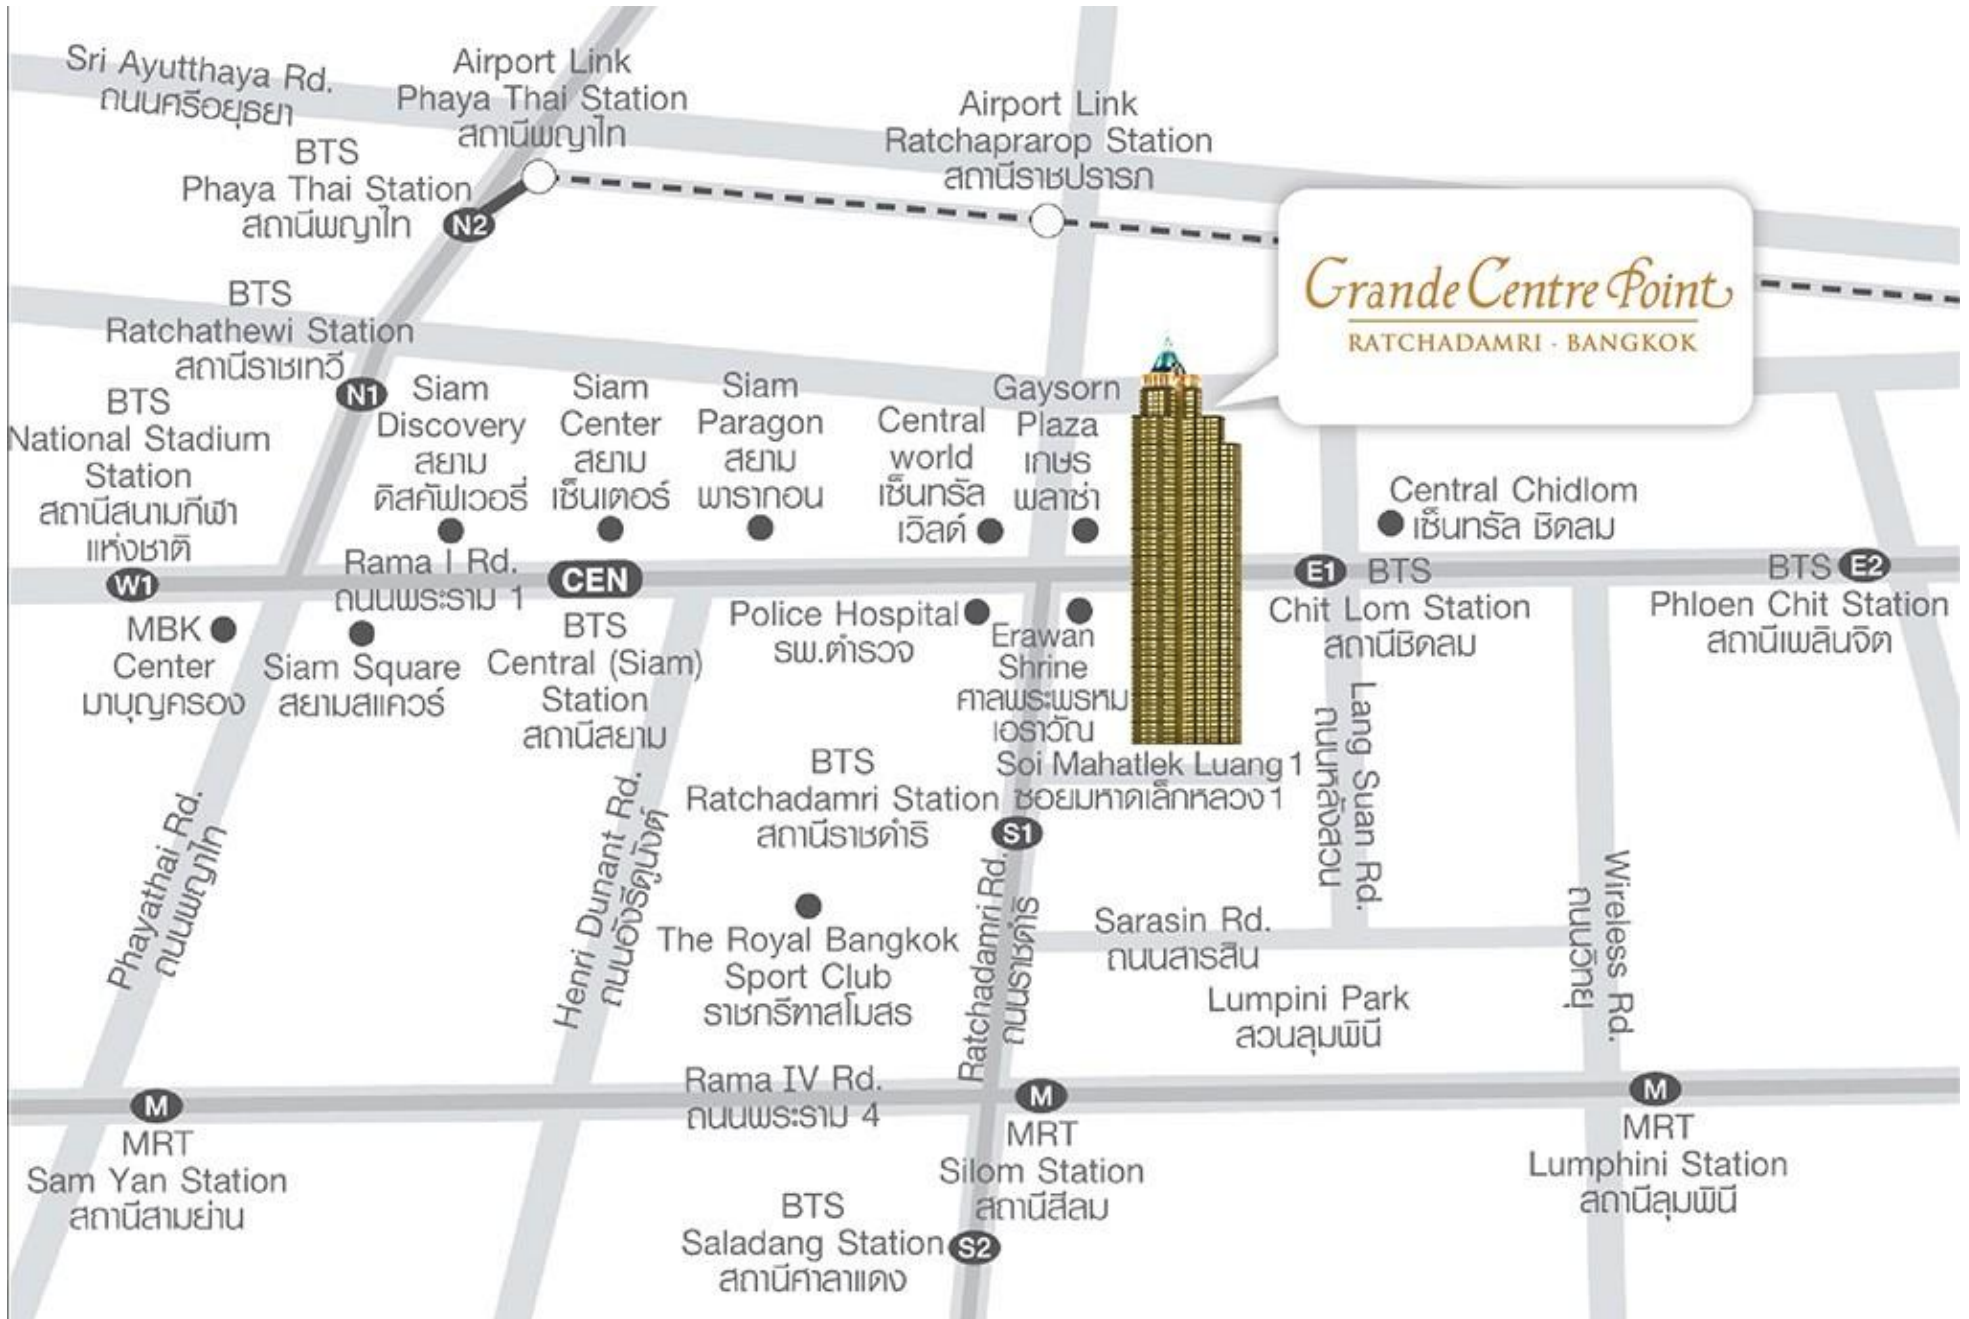 Sri Ayutthaya Rd.
ถนนศรีอยุธยา
Airport Link
Phaya Thai Station
สถานีพญาไท
Airport Link
Ratchaprarop Station
สถานีราชปรารภ
BTS
Phaya Thai Station
สถานีพญาไท
N2
Grande Centre Point
RATCHADAMRI · BANGKOK
BTS
Ratchathewi Station
สถานีราชเทวี
N1
BTS
National Stadium
Station
สถานีสนามกีฬา
แห่งชาติ
W1
Siam
Discovery
สยาม
ดิสคัฟเวอรี่
Siam
Center
สยาม
เซ็นเตอร์
Siam
Paragon
สยาม
พารากอน
Central
world
เซ็นทรัล
เวิลด์
Gaysorn
Plaza
เกษร
พลาซ่า
Central Chidlom
เซ็นทรัล ชิดลม
Rama I Rd.
ถนนพระราม 1
CEN
BTS
Central (Siam)
Station
สถานีสยาม
E1 BTS
Chit Lom Station
สถานีชิดลม
BTS E2
Phloen Chit Station
สถานีเพลินจิต
MBK
Center
มาบุญครอง
Siam Square
สยามสแควร์
Police Hospital
รพ.ตำรวจ
Erawan
Shrine
ศาลพระพรหม
เอราวัณ
Soi Mahatlek Luang 1
ซอยมหาดเล็กหลวง 1
BTS
Ratchadamri Station
สถานีราชดำริ
S1
Lang Suan Rd.
ถนนหลังสวน
Phayathai Rd.
ถนนพญาไท
Henri Dunant Rd.
ถนนอังรีดูนังต์
The Royal Bangkok
Sport Club
ราชกรีฑาสโมสร
Ratchadamri Rd.
ถนนราชดำริ
Sarasin Rd.
ถนนสารสิน
Wireless Rd.
ถนนวิทยุ
Lumpini Park
สวนลุมพินี
Rama IV Rd.
ถนนพระราม 4
M
MRT
Sam Yan Station
สถานีสามย่าน
M
MRT
Silom Station
สถานีสีลม
M
MRT
Lumphini Station
สถานีลุมพินี
BTS
Saladang Station
สถานีศาลาแดง
S2